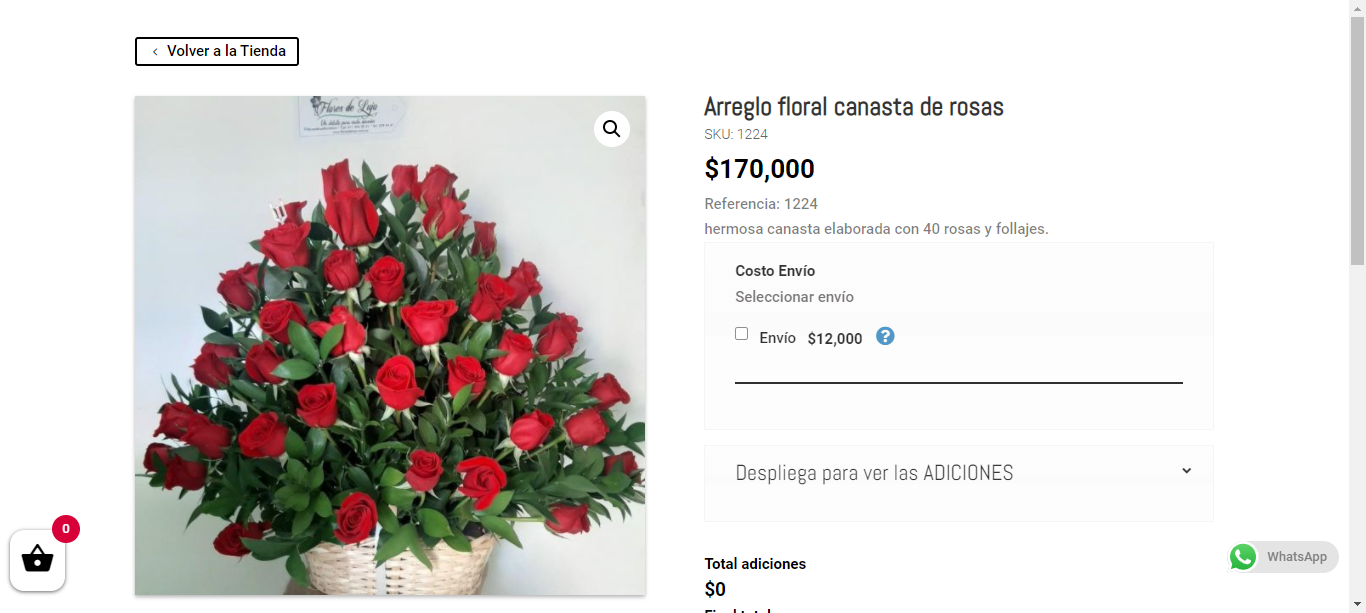 Volver a la Tienda
Flores de Lujo
Arreglo floral canasta de rosas
SKU: 1224
$170,000
Referencia: 1224
hermosa canasta elaborada con 40 rosas y follajes.
Costo Envío
Seleccionar envío
Envío $12,000 ?
Despliega para ver las ADICIONES
0
WhatsApp
Total adiciones
$0